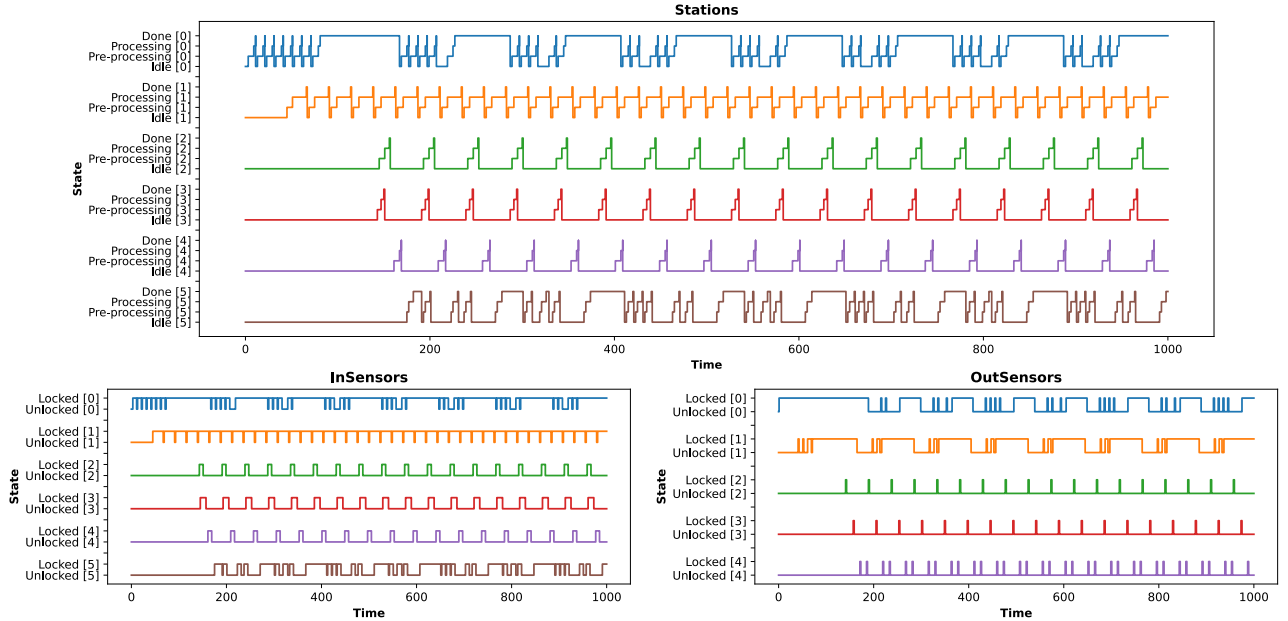 Stations
State
Done [0]
Processing [0]
Pre-processing [0]
Idle [0]
Done [1]
Processing [1]
Pre-processing [1]
Idle [1]
Done [2]
Processing [2]
Pre-processing [2]
Idle [2]
Done [3]
Processing [3]
Pre-processing [3]
Idle [3]
Done [4]
Processing [4]
Pre-processing [4]
Idle [4]
Done [5]
Processing [5]
Pre-processing [5]
Idle [5]
0 200 400 600 800 1000
Time
InSensors
State
Locked [0]
Unlocked [0]
Locked [1]
Unlocked [1]
Locked [2]
Unlocked [2]
Locked [3]
Unlocked [3]
Locked [4]
Unlocked [4]
Locked [5]
Unlocked [5]
0 200 400 600 800 1000
Time
OutSensors
State
Locked [0]
Unlocked [0]
Locked [1]
Unlocked [1]
Locked [2]
Unlocked [2]
Locked [3]
Unlocked [3]
Locked [4]
Unlocked [4]
0 200 400 600 800 1000
Time